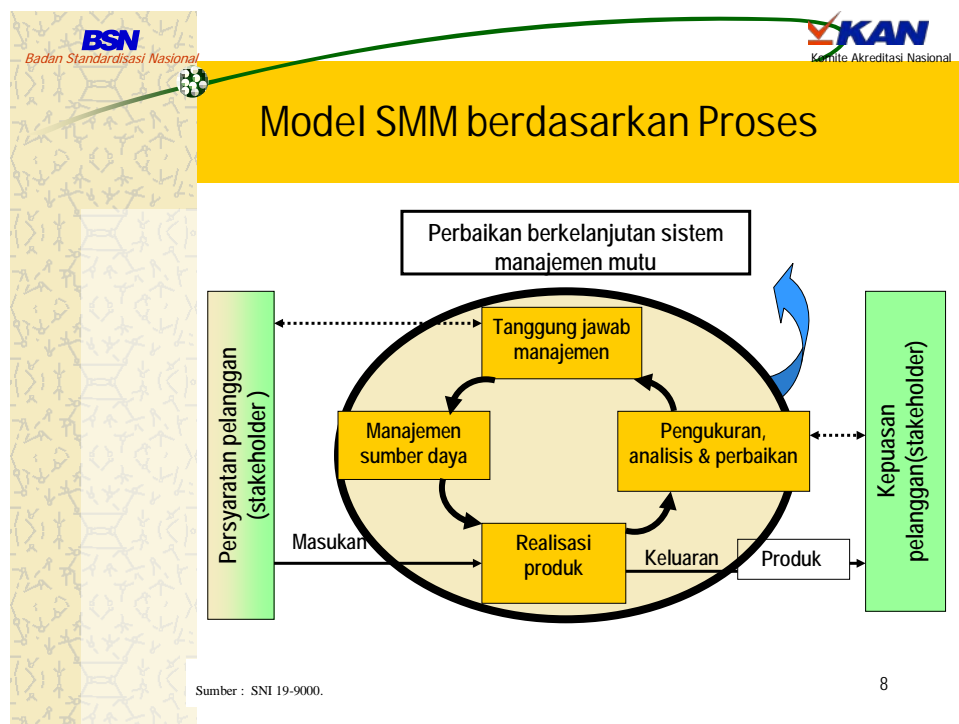 BSN
Badan Standardisasi Nasional
KAN
Komite Akreditasi Nasional
Model SMM berdasarkan Proses
Perbaikan berkelanjutan sistem
manajemen mutu
Persyaratan pelanggan
(stakeholder )
Tanggung jawab
manajemen
Manajemen
sumber daya
Pengukuran,
analisis & perbaikan
Kepuasan
pelanggan(stakeholder)
Masukan
Realisasi
produk
Keluaran
Produk
Sumber : SNI 19-9000.
8